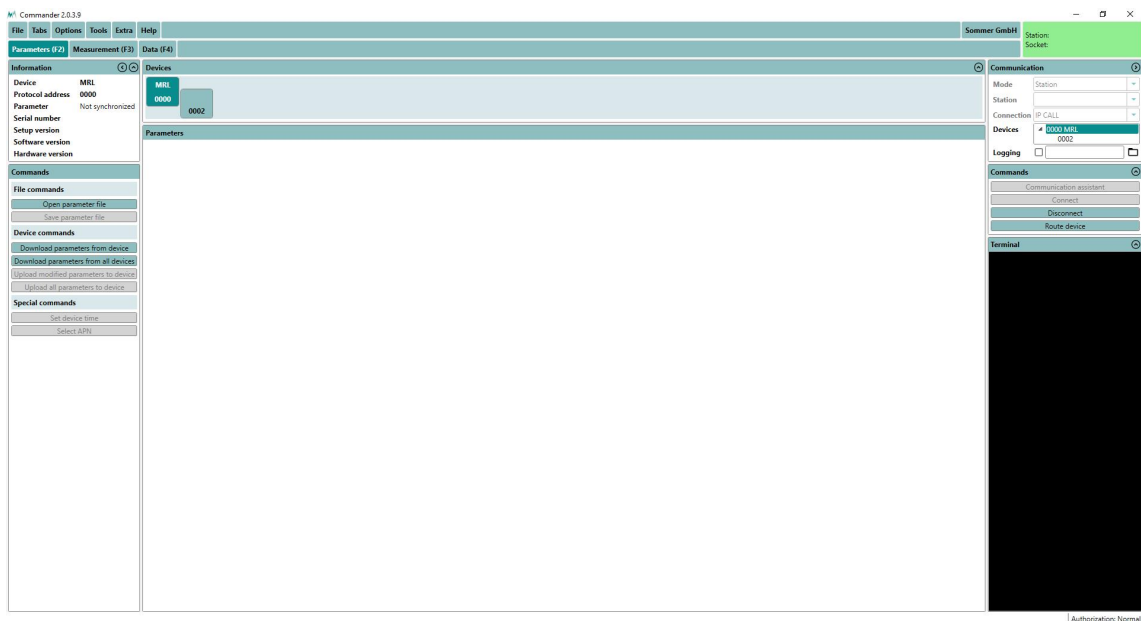 Commander 2.0.3.9
File Tabs Options Tools Extra Help Sommer GmbH
Station:
Socket:
Parameters (F2) Measurement (F3) Data (F4)
Information
Device MRL
Protocol address 0000
Parameter Not synchronized
Serial number
Setup version
Software version
Hardware version
Commands
File commands
Open parameter file
Save parameter file
Device commands
Download parameters from device
Download parameters from all devices
Upload modified parameters to device
Upload all parameters to device
Special commands
Set device time
Select APN
Devices
MRL
0000
0002
Parameters
Communication
Mode Station
Station
Connection IP CALL
Devices 0000 MRL
0002
Logging
Commands
Communication assistant
Connect
Disconnect
Route device
Terminal
Authorization: Normal